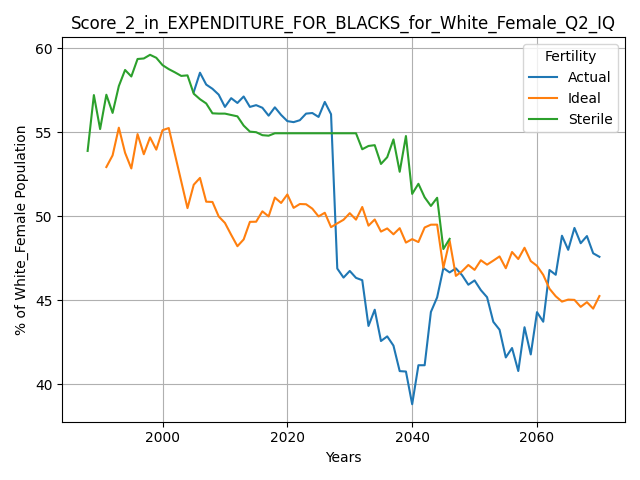 Score_2_in_EXPENDITURE_FOR_BLACKS_for_White_Female_Q2_IQ
Fertility
Actual
Ideal
Sterile
% of White_Female Population
60
55
50
45
40
2000
2020
2040
2060
Years